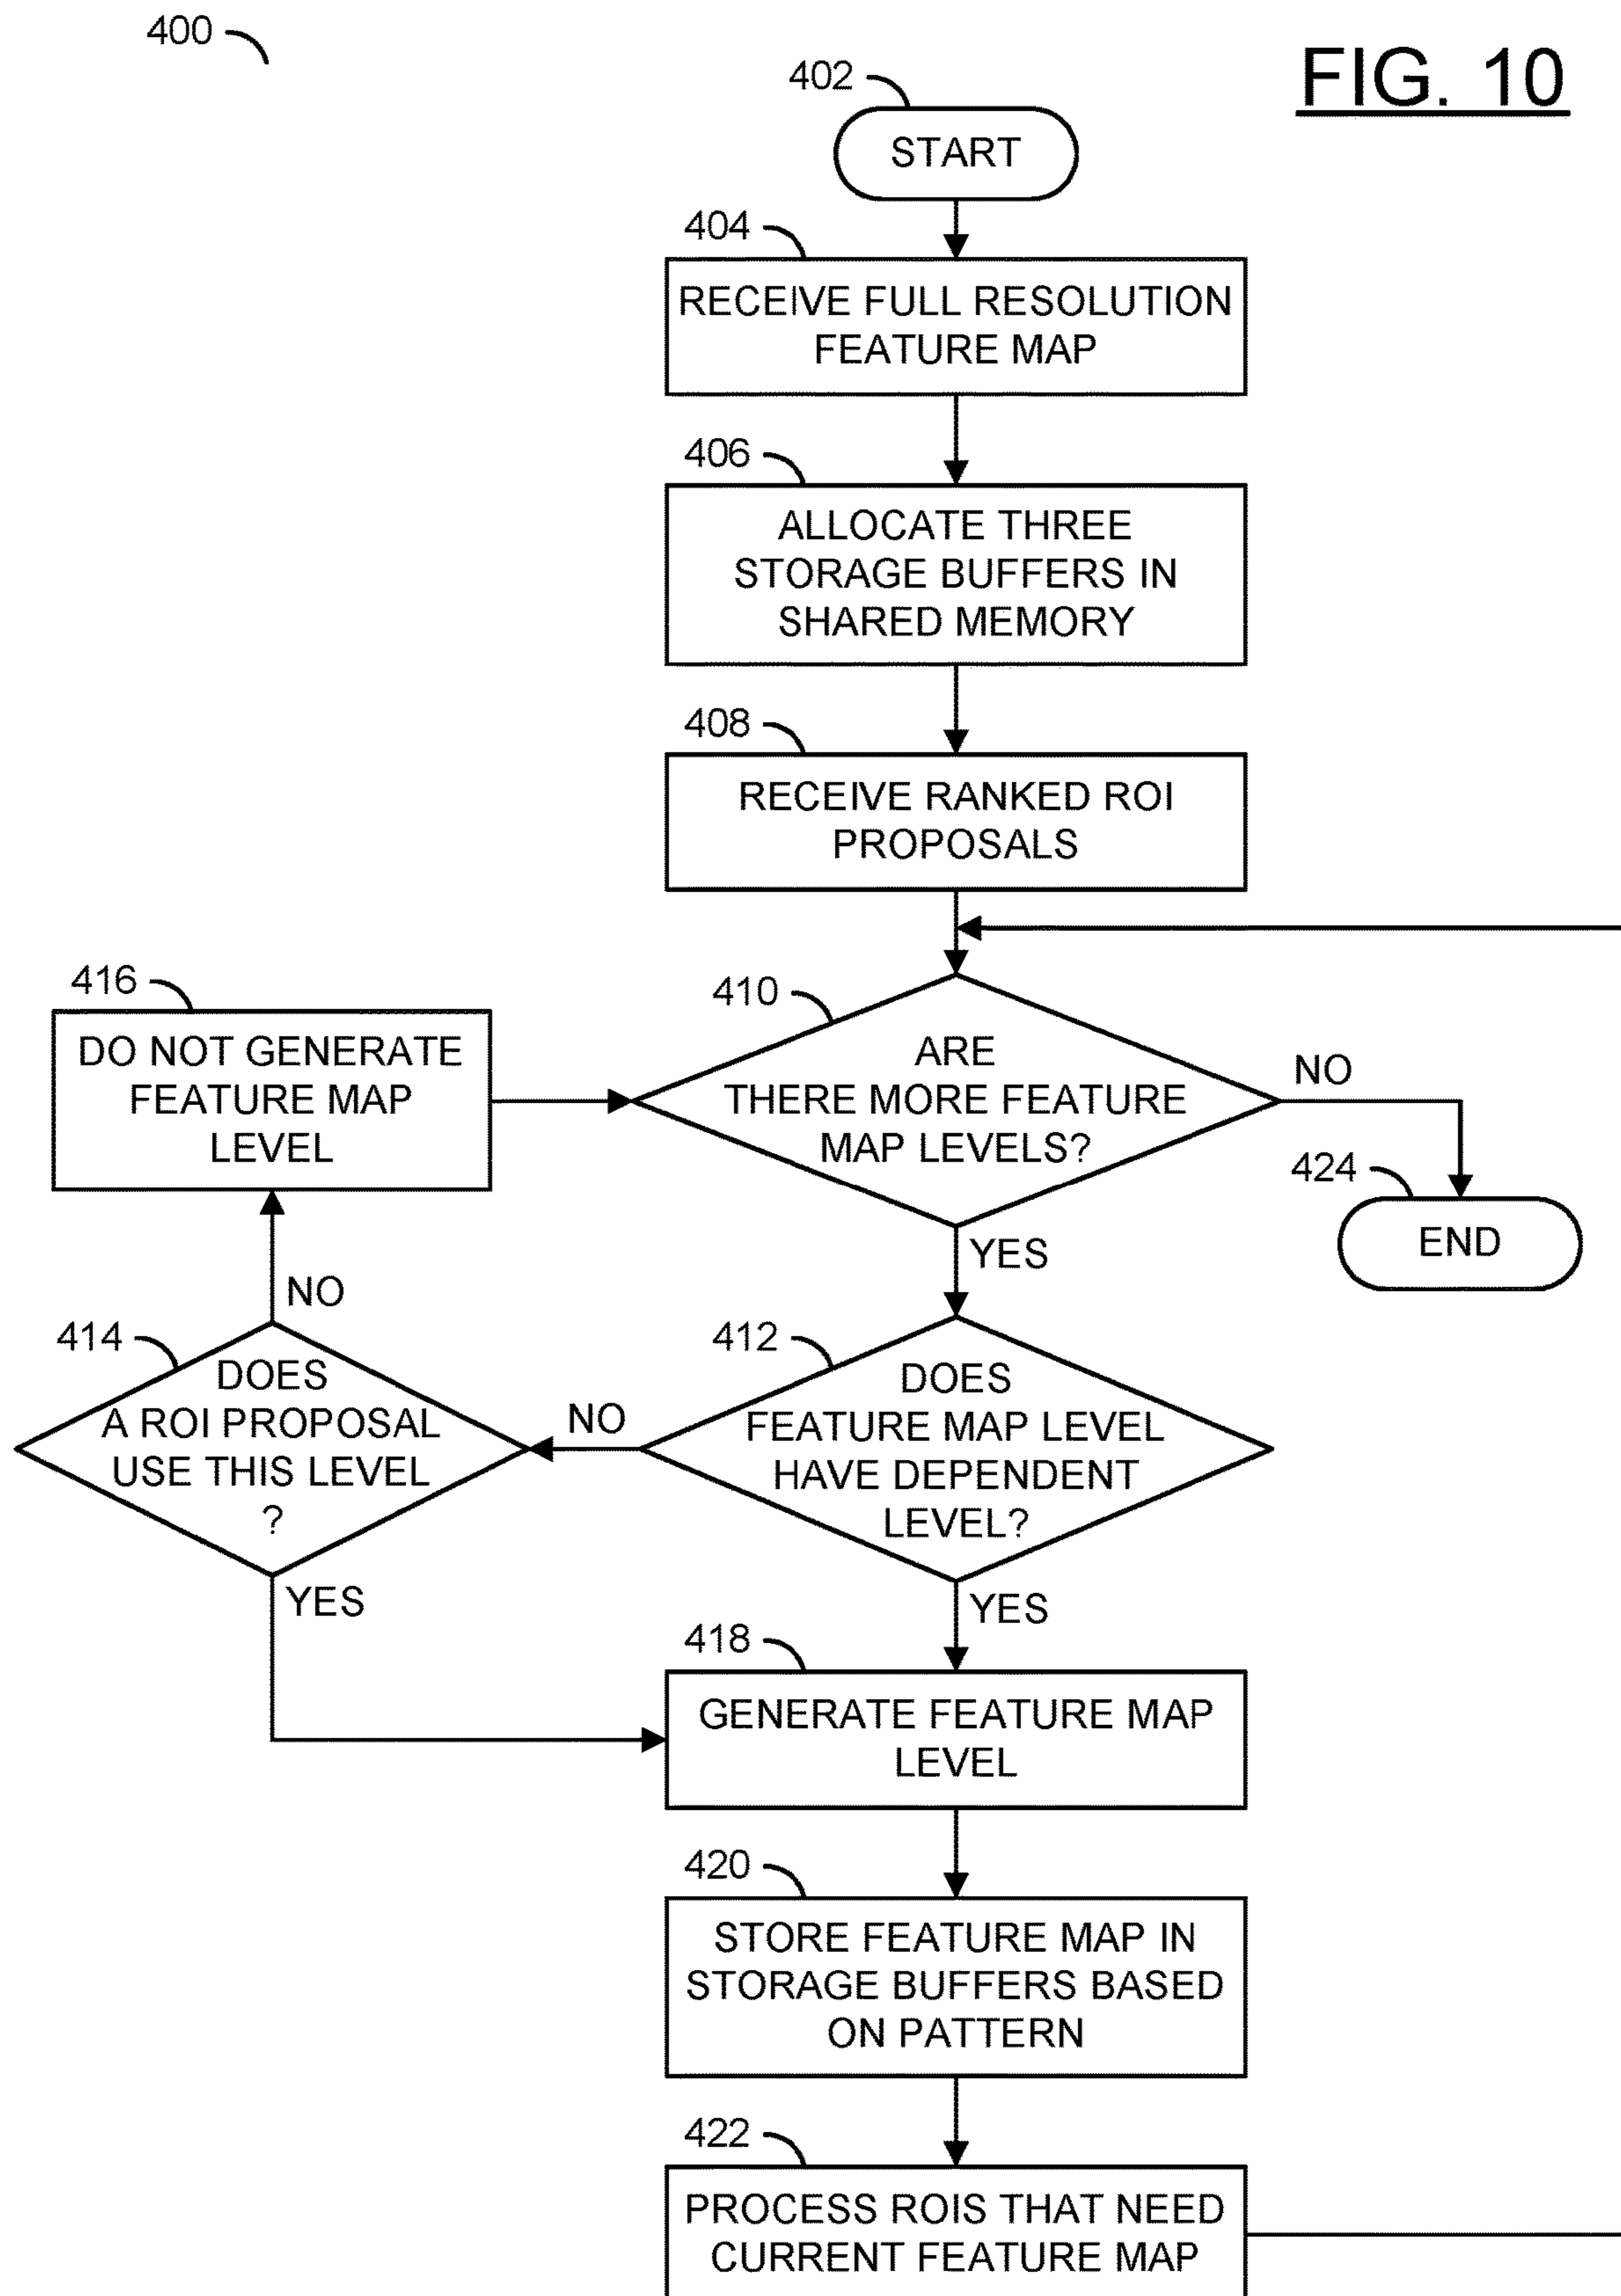 400
FIG. 10
402
START
404
RECEIVE FULL RESOLUTION
FEATURE MAP
406
ALLOCATE THREE
STORAGE BUFFERS IN
SHARED MEMORY
408
RECEIVE RANKED ROI
PROPOSALS
416
DO NOT GENERATE
FEATURE MAP
LEVEL
410
ARE
THERE MORE FEATURE
MAP LEVELS?
NO
424
END
YES
NO
414
DOES
A ROI PROPOSAL
USE THIS LEVEL
?
NO
412
DOES
FEATURE MAP LEVEL
HAVE DEPENDENT
LEVEL?
YES
YES
418
GENERATE FEATURE MAP
LEVEL
420
STORE FEATURE MAP IN
STORAGE BUFFERS BASED
ON PATTERN
422
PROCESS ROIS THAT NEED
CURRENT FEATURE MAP